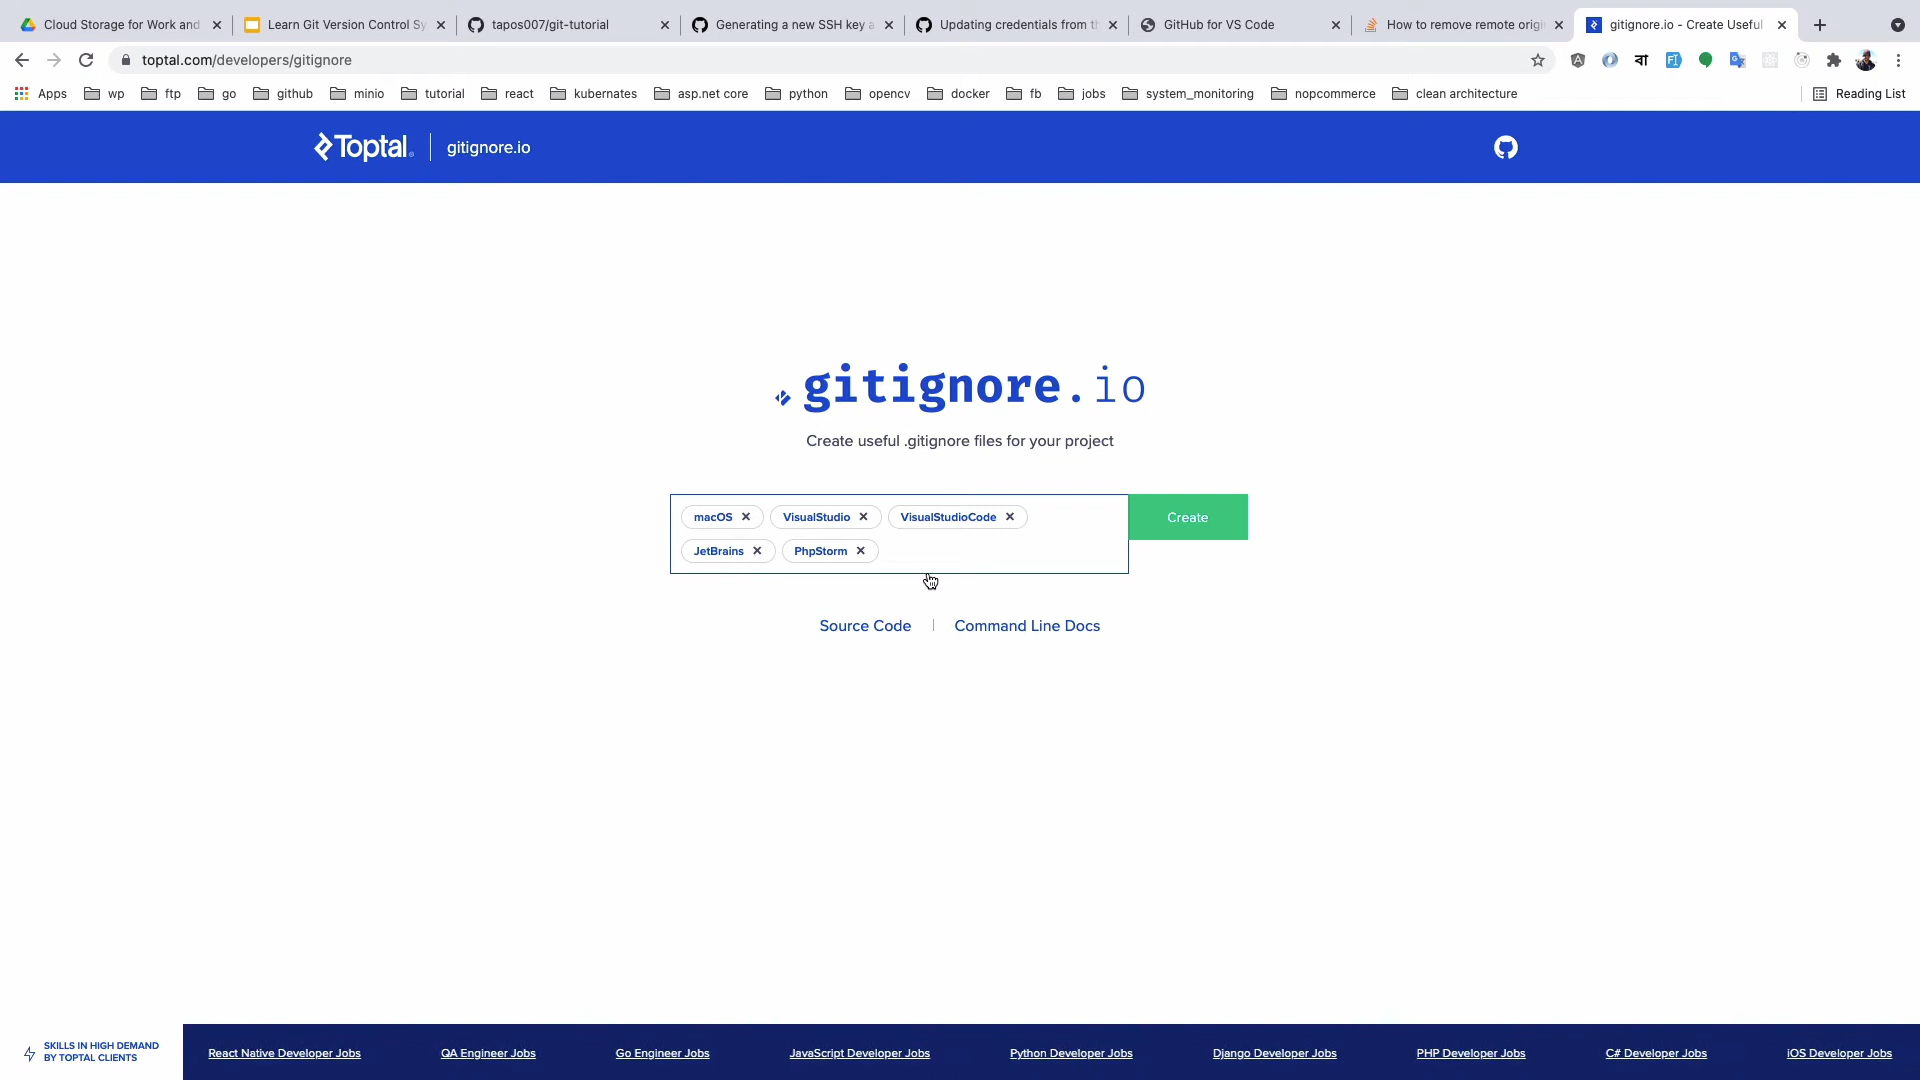 Cloud Storage for Work and
Learn Git Version Control Sy
tapos007/git-tutorial
Generating a new SSH key a
Updating credentials from th
GitHub for VS Code
How to remove remote origi
gitignore.io - Create Useful
toptal.com/developers/gitignore
Apps
wp
ftp
go
github
minio
tutorial
react
kubernates
asp.net core
python
opencv
docker
fb
jobs
system_monitoring
nopcommerce
clean architecture
Reading List
Toptal
gitignore.io
.gitignore.io
Create useful .gitignore files for your project
macOS
VisualStudio
VisualStudioCode
Create
JetBrains
PhpStorm
Source Code
Command Line Docs
SKILLS IN HIGH DEMAND
BY TOPTAL CLIENTS
React Native Developer Jobs
QA Engineer Jobs
Go Engineer Jobs
JavaScript Developer Jobs
Python Developer Jobs
Django Developer Jobs
PHP Developer Jobs
C# Developer Jobs
iOS Developer Jobs